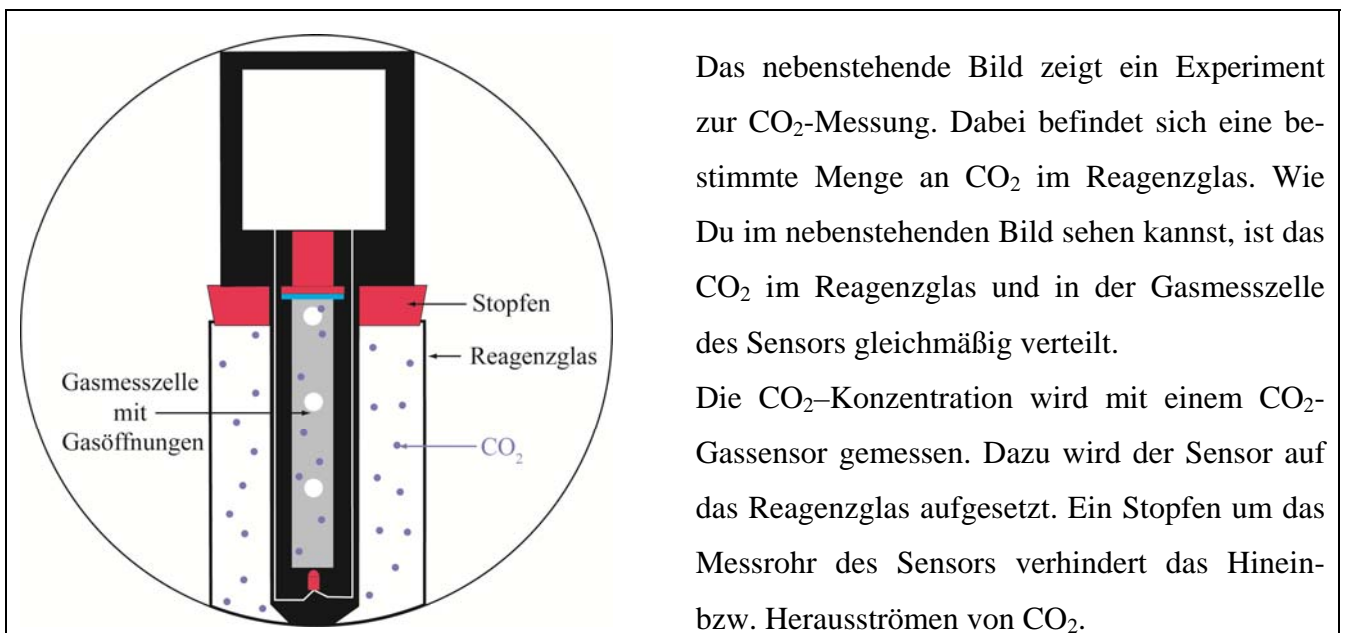 Das nebenstehende Bild zeigt ein Experiment
zur CO₂-Messung. Dabei befindet sich eine be-
stimmte Menge an CO₂ im Reagenzglas. Wie
Du im nebenstehenden Bild sehen kannst, ist das
CO₂ im Reagenzglas und in der Gasmesszelle
des Sensors gleichmäßig verteilt.
Die CO₂–Konzentration wird mit einem CO₂-
Gassensor gemessen. Dazu wird der Sensor auf
das Reagenzglas aufgesetzt. Ein Stopfen um das
Messrohr des Sensors verhindert das Hinein-
bzw. Herausströmen von CO₂.
Stopfen
Reagenzglas
Gasmesszelle
mit
Gasöffnungen
CO₂